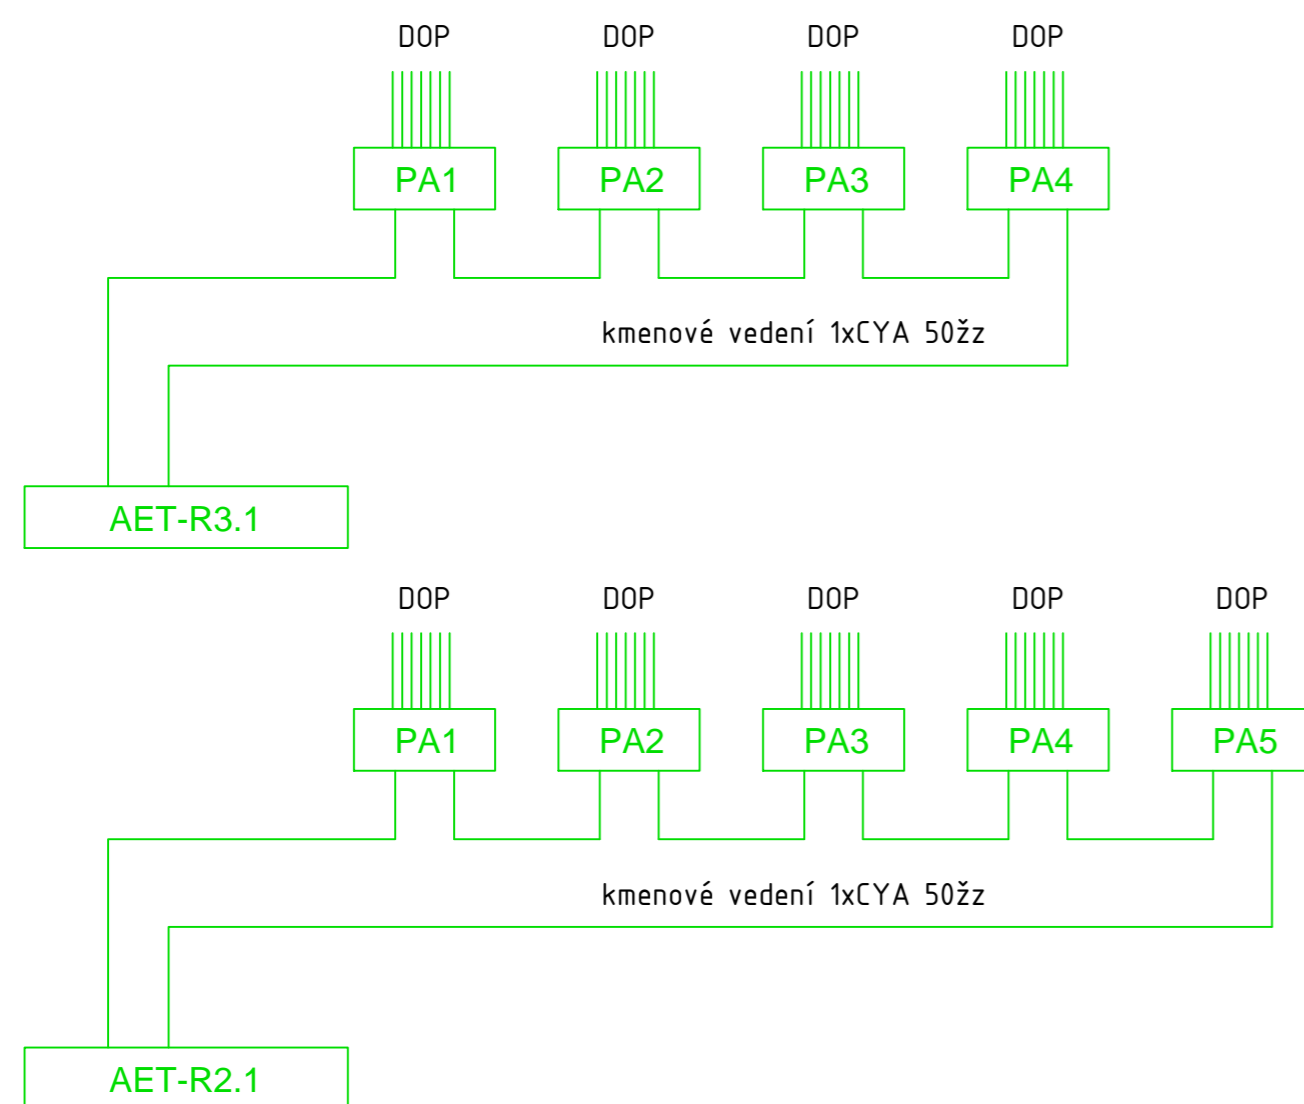 DOP DOP DOP DOP
PA1 PA2 PA3 PA4
kmenové vedení 1xCYA 50žz
AET-R3.1
DOP DOP DOP DOP DOP
PA1 PA2 PA3 PA4 PA5
kmenové vedení 1xCYA 50žz
AET-R2.1